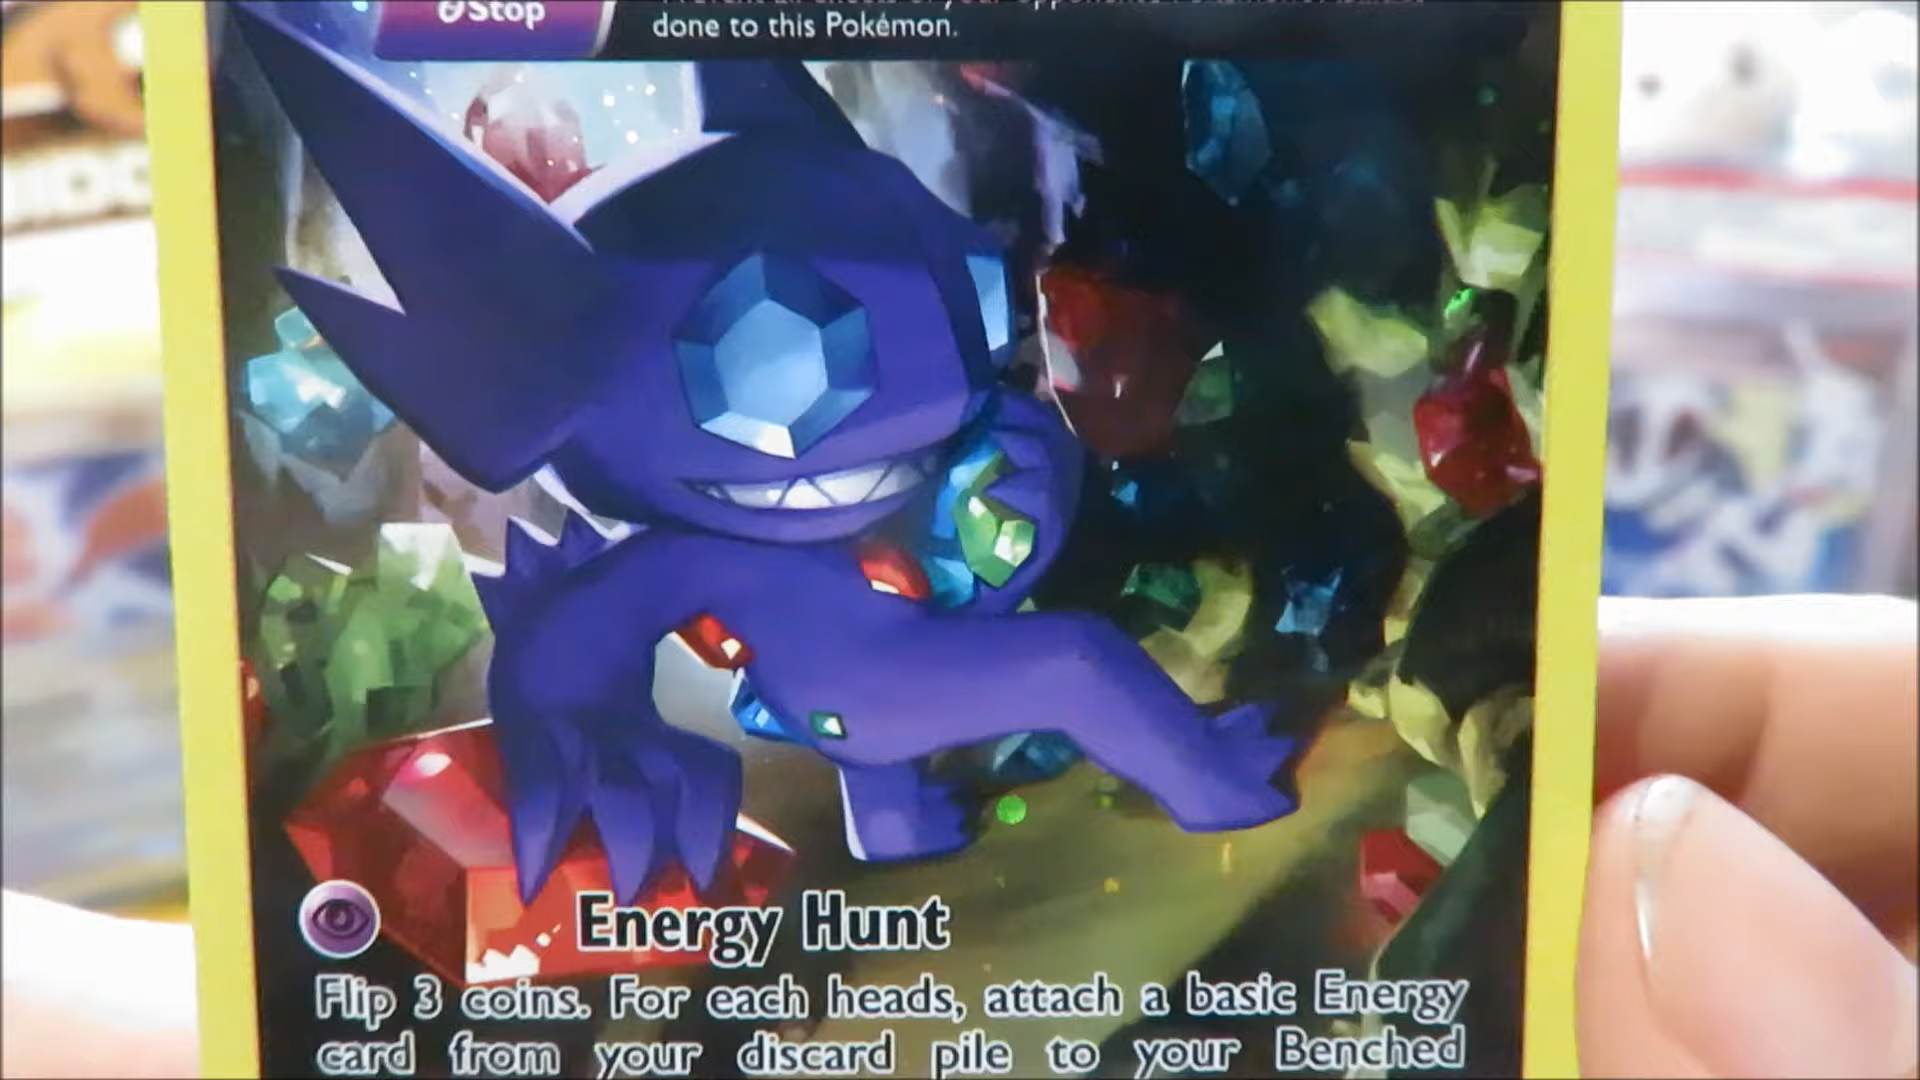 Stop
done to this Pokémon.
Energy Hunt
Flip 3 coins. For each heads, attach a basic Energy
card from your discard pile to your Benched